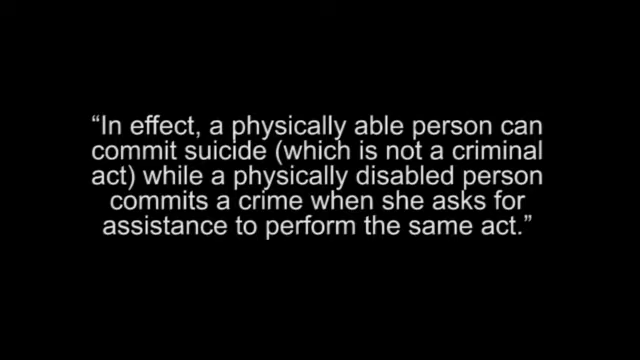 “In effect, a physically able person can
commit suicide (which is not a criminal
act) while a physically disabled person
commits a crime when she asks for
assistance to perform the same act.”